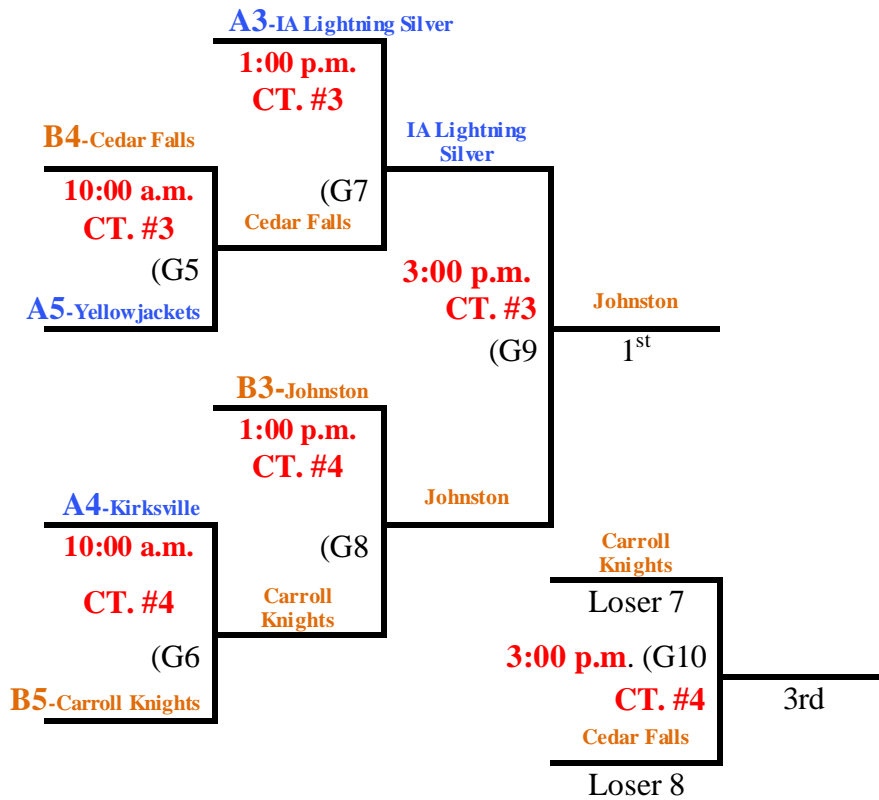 A3-IA Lightning Silver
1:00 p.m.
CT. #3
(G7
B4-Cedar Falls
10:00 a.m.
CT. #3
(G5
A5-Yellowjackets
Cedar Falls
IA Lightning
Silver
3:00 p.m.
CT. #3
(G9
Johnston
1st
B3-Johnston
1:00 p.m.
CT. #4
(G8
A4-Kirksville
10:00 a.m.
CT. #4
(G6
B5-Carroll Knights
Carroll
Knights
Johnston
Carroll
Knights
Loser 7
3:00 p.m. (G10
CT. #4
Cedar Falls
Loser 8
3rd